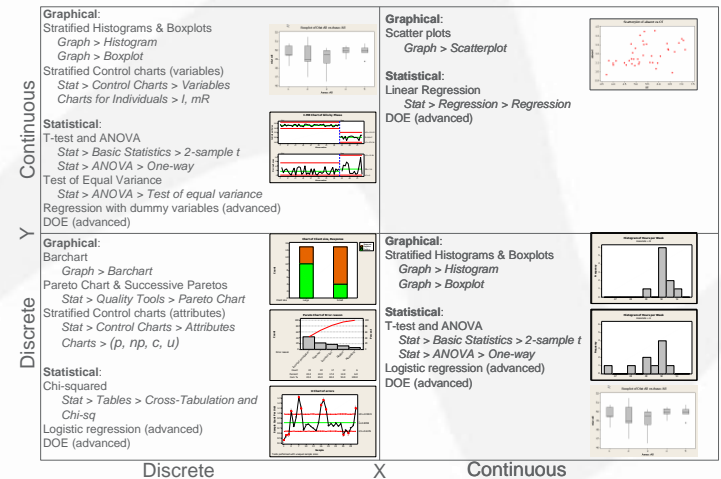 Continuous
Y
Discrete
Graphical:
Stratified Histograms & Boxplots
Graph > Histogram
Graph > Boxplot
Stratified Control charts (variables)
Stat > Control Charts > Variables
Charts for Individuals > I, mR
Statistical:
T-test and ANOVA
Stat > Basic Statistics > 2-sample t
Stat > ANOVA > One-way
Test of Equal Variance
Stat > ANOVA > Test of equal variance
Regression with dummy variables (advanced)
DOE (advanced)
Graphical:
Scatter plots
Graph > Scatterplot
Statistical:
Linear Regression
Stat > Regression > Regression
DOE (advanced)
Graphical:
Barchart
Graph > Barchart
Pareto Chart & Successive Paretos
Stat > Quality Tools > Pareto Chart
Stratified Control charts (attributes)
Stat > Control Charts > Attributes
Charts > (p, np, c, u)
Statistical:
Chi-squared
Stat > Tables > Cross-Tabulation and
Chi-sq
Logistic regression (advanced)
DOE (advanced)
Graphical:
Stratified Histograms & Boxplots
Graph > Histogram
Graph > Boxplot
Statistical:
T-test and ANOVA
Stat > Basic Statistics > 2-sample t
Stat > ANOVA > One-way
Logistic regression (advanced)
DOE (advanced)
Discrete
X
Continuous